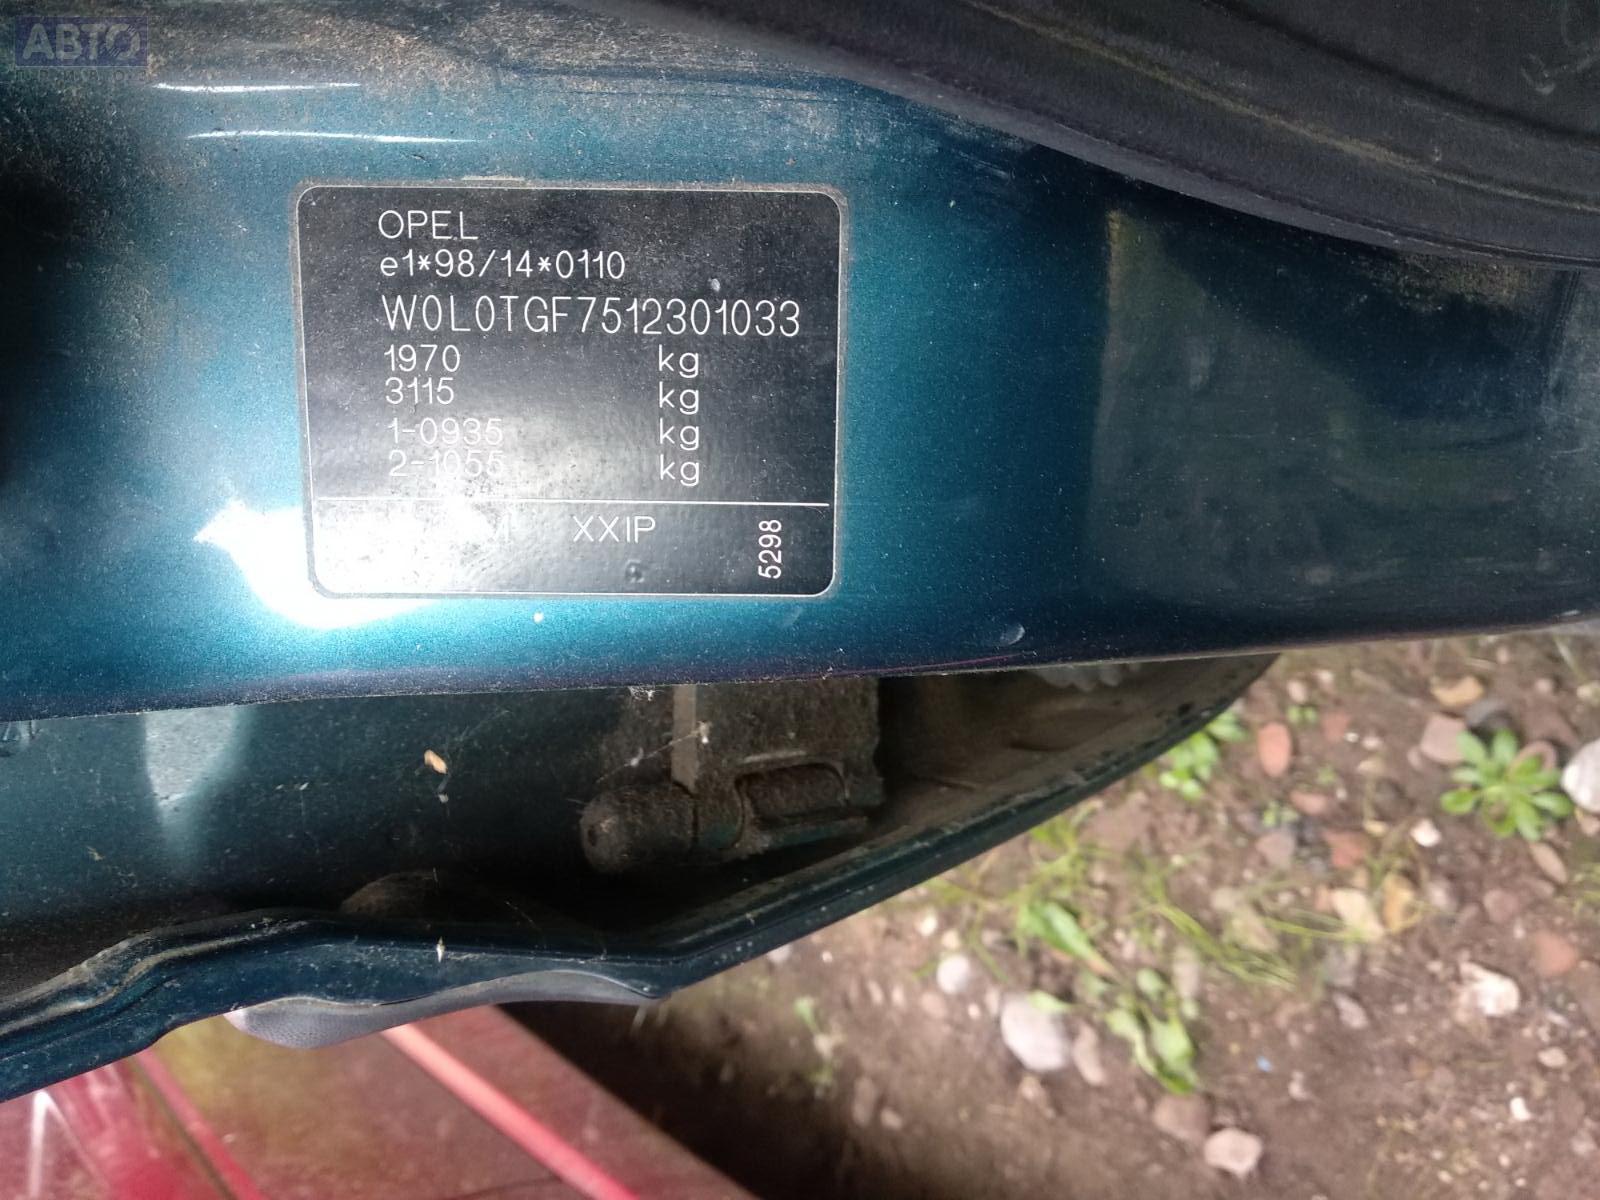 АВТО
OPEL
e1*98/14*0110
W0L0TGF7512301033
1970 kg
3115 kg
1-0935 kg
2-1055 kg
XXIP
5298